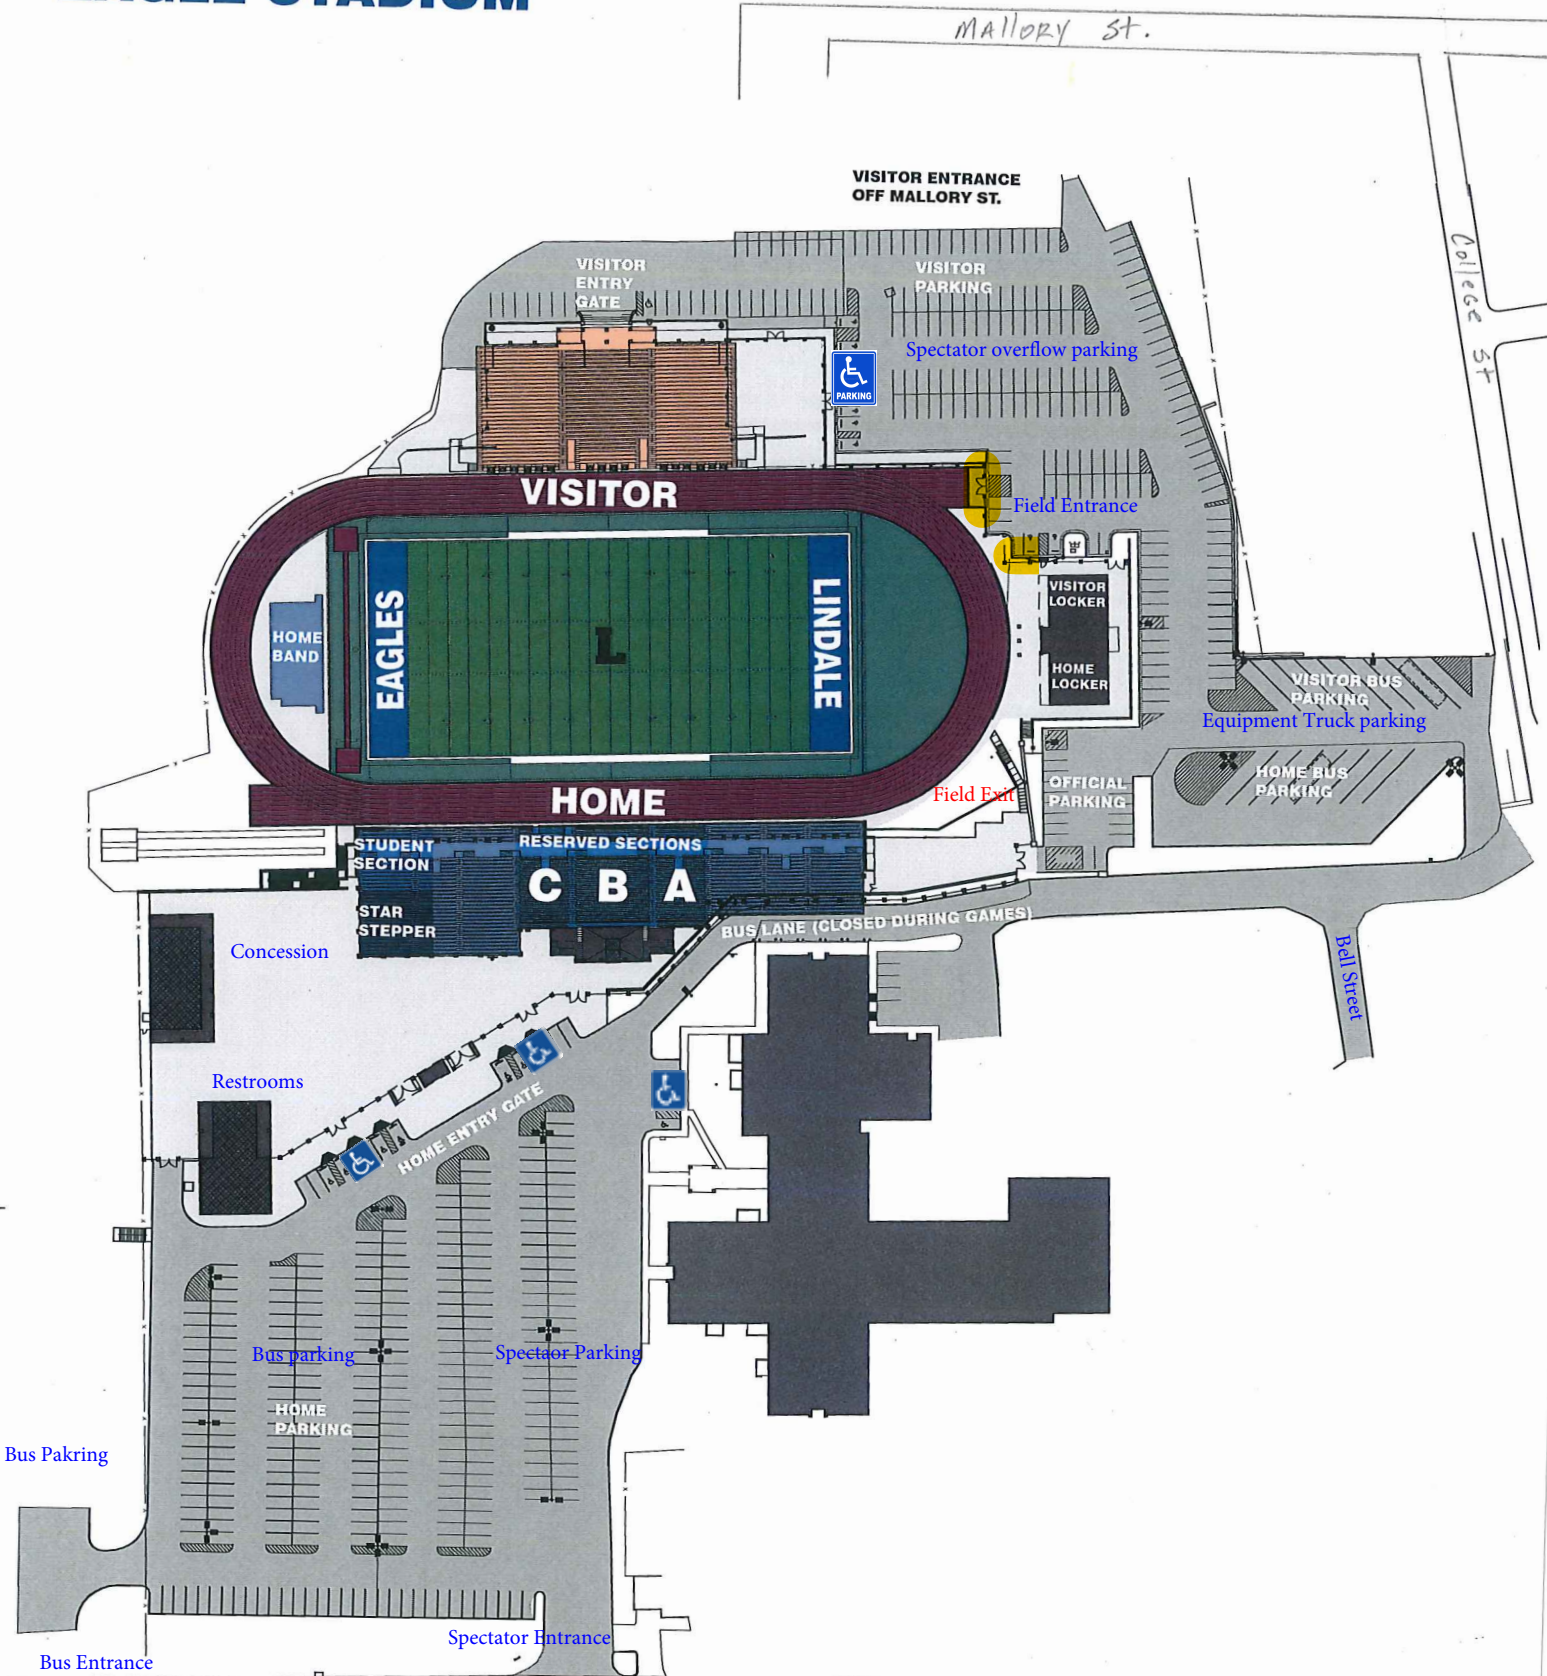 EAGLE STADIUM
Mallory St.
VISITOR ENTRANCE
OFF MALLORY ST.
College St
VISITOR
ENTRY
GATE
VISITOR
PARKING
Spectator overflow parking
PARKING
VISITOR
Field Entrance
EAGLES
L
LINDALE
HOME
BAND
VISITOR
LOCKER
HOME
LOCKER
VISITOR BUS
PARKING
Equipment Truck parking
HOME BUS
PARKING
OFFICIAL
PARKING
Field Exit
HOME
STUDENT
SECTION
RESERVED SECTIONS
C B A
STAR
STEPPER
BUS LANE (CLOSED DURING GAMES)
Bell Street
Concession
Restrooms
HOME ENTRY GATE
Bus parking
Spectaor Parking
HOME
PARKING
Bus Pakring
Spectator Entrance
Bus Entrance